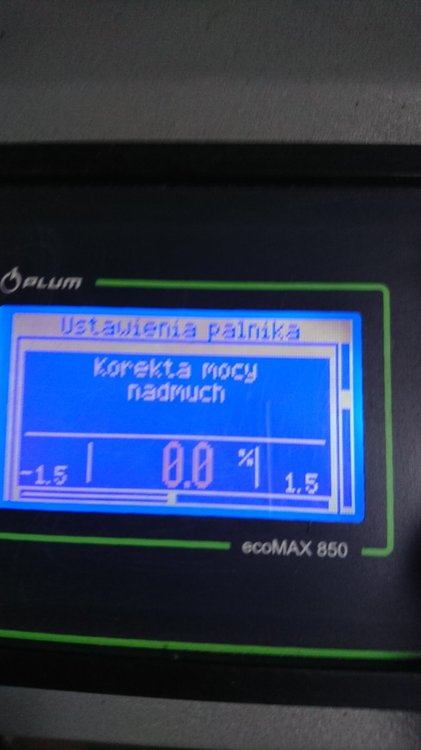 PLUM
Ustawienia palnika
Korekta mocy
nadmuch
-1.5 0.0 % 1.5
ecoMAX 850